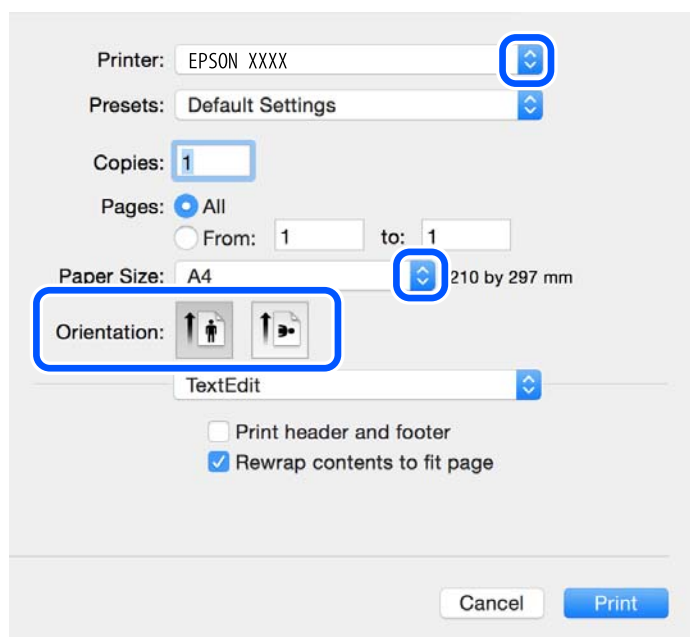 Printer: EPSON XXXX
Presets: Default Settings
Copies: 1
Pages: All
From: 1 to: 1
Paper Size: A4 210 by 297 mm
Orientation:
TextEdit
Print header and footer
Rewrap contents to fit page
Cancel Print